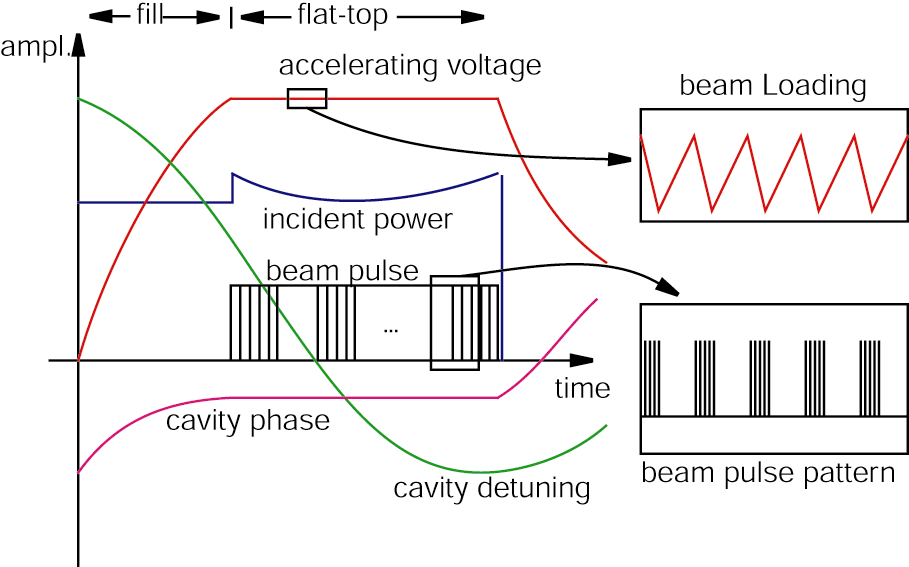 fill
flat-top
ampl.
accelerating voltage
beam Loading
incident power
beam pulse
...
time
cavity phase
cavity detuning
beam pulse pattern